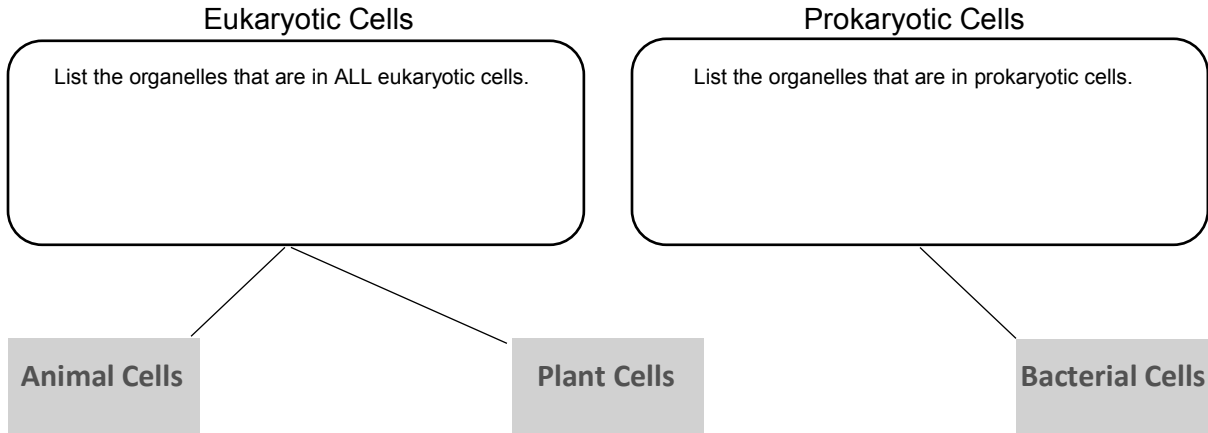 Eukaryotic Cells
Prokaryotic Cells
List the organelles that are in ALL eukaryotic cells.
List the organelles that are in prokaryotic cells.
Animal Cells
Plant Cells
Bacterial Cells